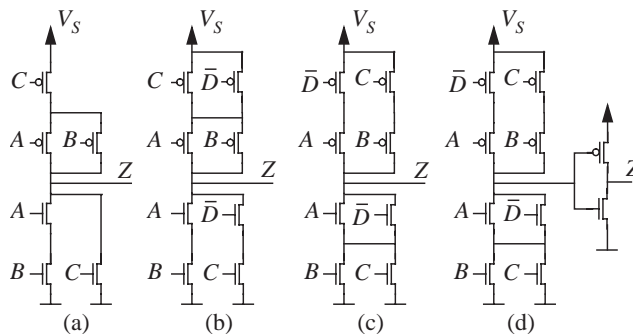 V_S V_S V_S V_S
C C D̅ D̅ C D̅ C
A B A B A B A B Z
Z Z Z
A A D̅ A D̅ A D̅
B C B C B C B C
(a) (b) (c) (d)